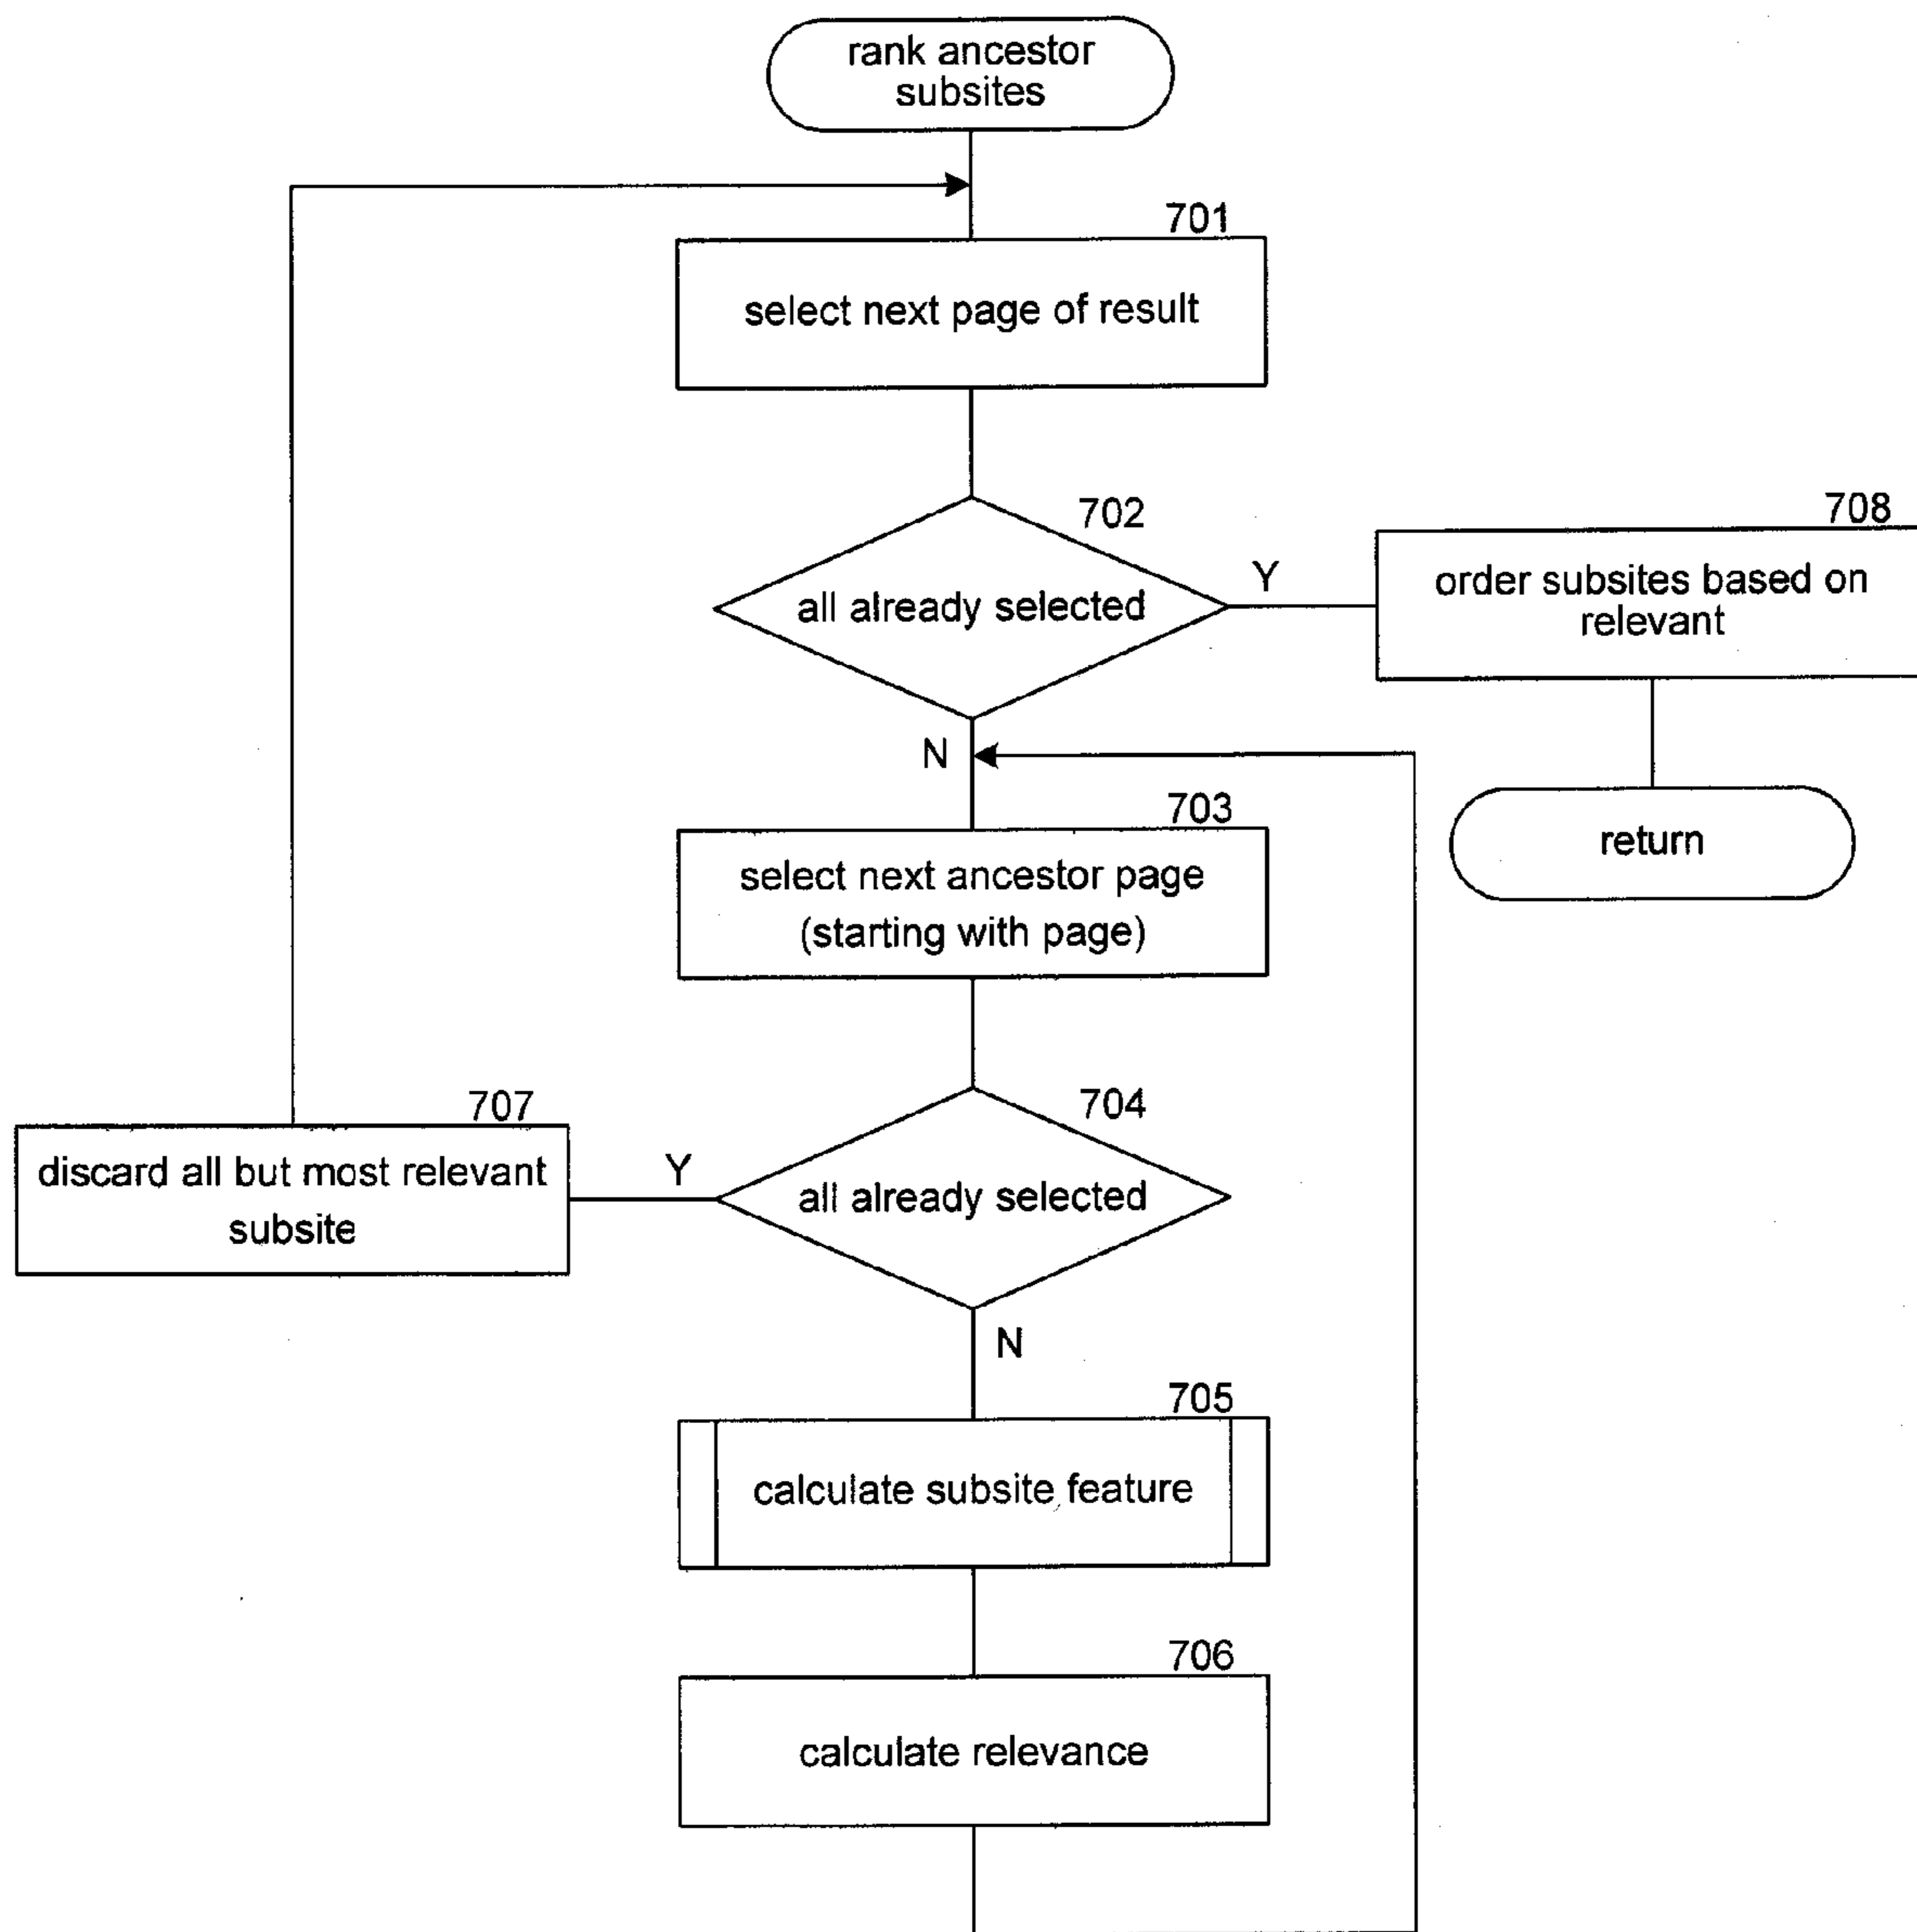 rank ancestor
subsites
701
select next page of result
702
all already selected
Y
N
708
order subsites based on
relevant
return
703
select next ancestor page
(starting with page)
704
all already selected
Y
N
707
discard all but most relevant
subsite
705
calculate subsite feature
706
calculate relevance